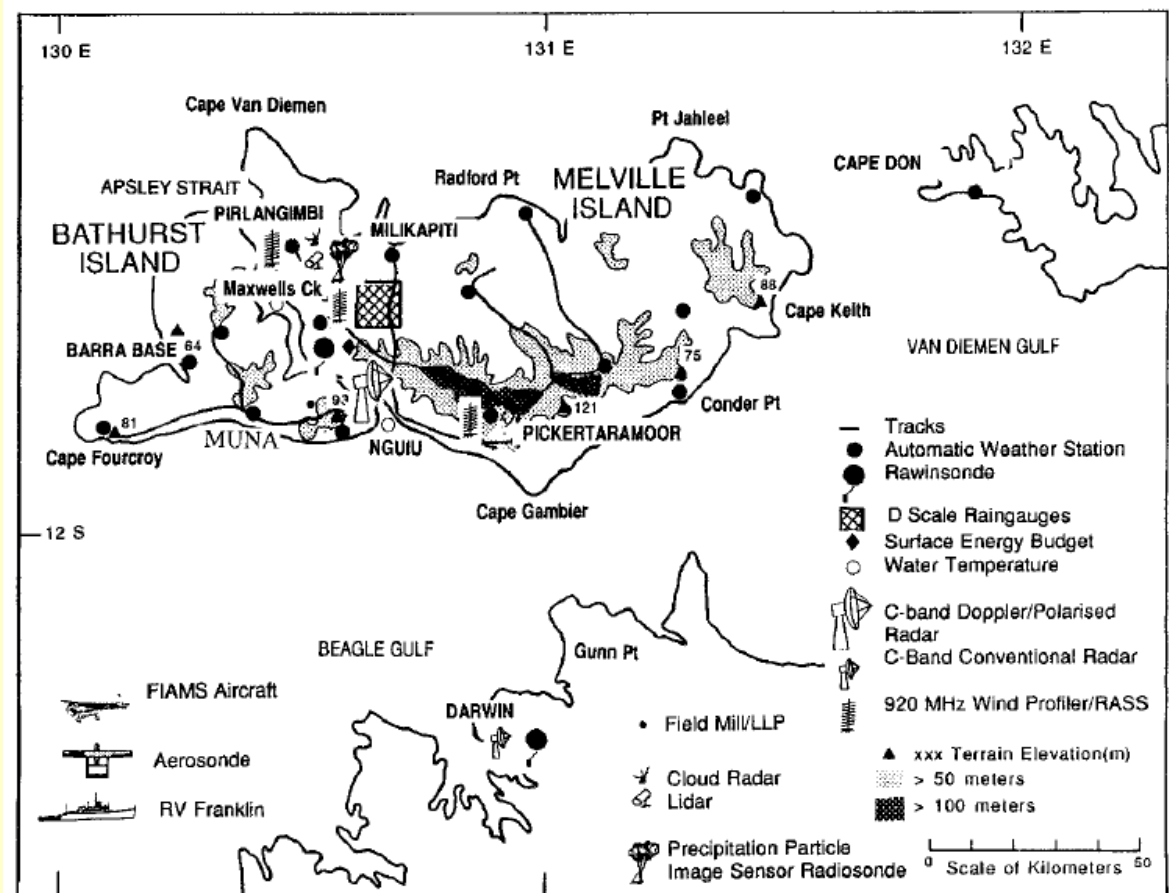 130 E
131 E
132 E
Cape Van Diemen
Pt Jahleel
CAPE DON
APSLEY STRAIT
Radford Pt
MELVILLE
ISLAND
PIRLANGIMBI
MILIKAPITI
BATHURST
ISLAND
Maxwells Ck
88
Cape Keith
BARRA BASE
64
75
VAN DIEMEN GULF
81
93
121
Conder Pt
MUNA
NGUIU
PICKERTARAMOOR
Cape Fourcroy
Cape Gambier
12 S
Tracks
Automatic Weather Station
Rawinsonde
D Scale Raingauges
Surface Energy Budget
Water Temperature
C-band Doppler/Polarised
Radar
C-Band Conventional Radar
920 MHz Wind Profiler/RASS
xxx Terrain Elevation(m)
> 50 meters
> 100 meters
0 Scale of Kilometers 50
BEAGLE GULF
Gunn Pt
DARWIN
FIAMS Aircraft
Aerosonde
RV Franklin
Field Mill/LLP
Cloud Radar
Lidar
Precipitation Particle
Image Sensor Radiosonde